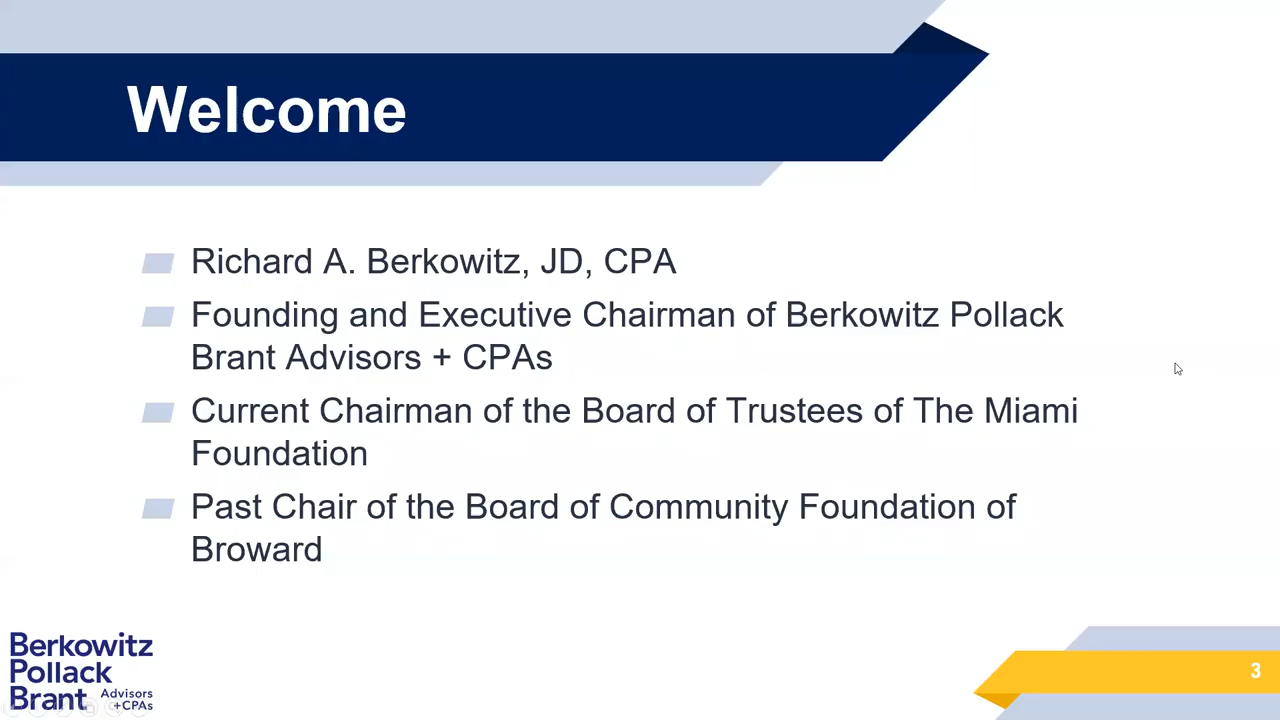 Welcome
Richard A. Berkowitz, JD, CPA
Founding and Executive Chairman of Berkowitz Pollack
Brant Advisors + CPAs
Current Chairman of the Board of Trustees of The Miami
Foundation
Past Chair of the Board of Community Foundation of
Broward
Berkowitz
Pollack
Brant Advisors
+CPAs
3